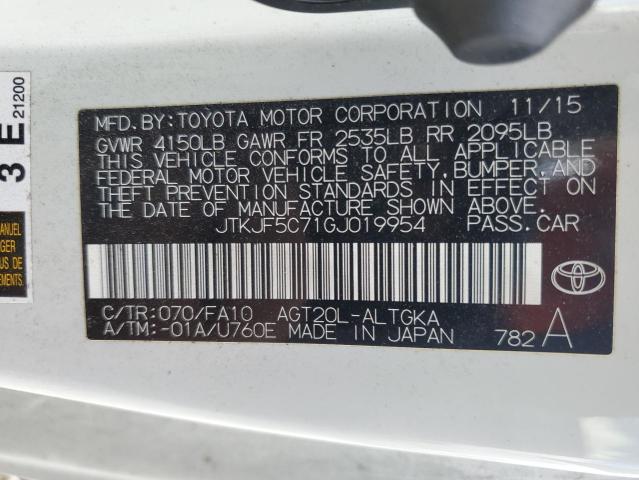 MFD.BY:TOYOTA MOTOR CORPORATION 11/15
GVWR 4150LB GAWR FR 2535LB RR 2095LB
THIS VEHICLE CONFORMS TO ALL APPLICABLE
FEDERAL MOTOR VEHICLE SAFETY,BUMPER,AND
THEFT PREVENTION STANDARDS IN EFFECT ON
THE DATE OF MANUFACTURE SHOWN ABOVE.
JTKJF5C71GJ019954 PASS.CAR
C/TR:070/FA10 AGT20L-ALTGKA
A/TM:-01A/U760E MADE IN JAPAN 782 A
TOYOTA
3 E 21200